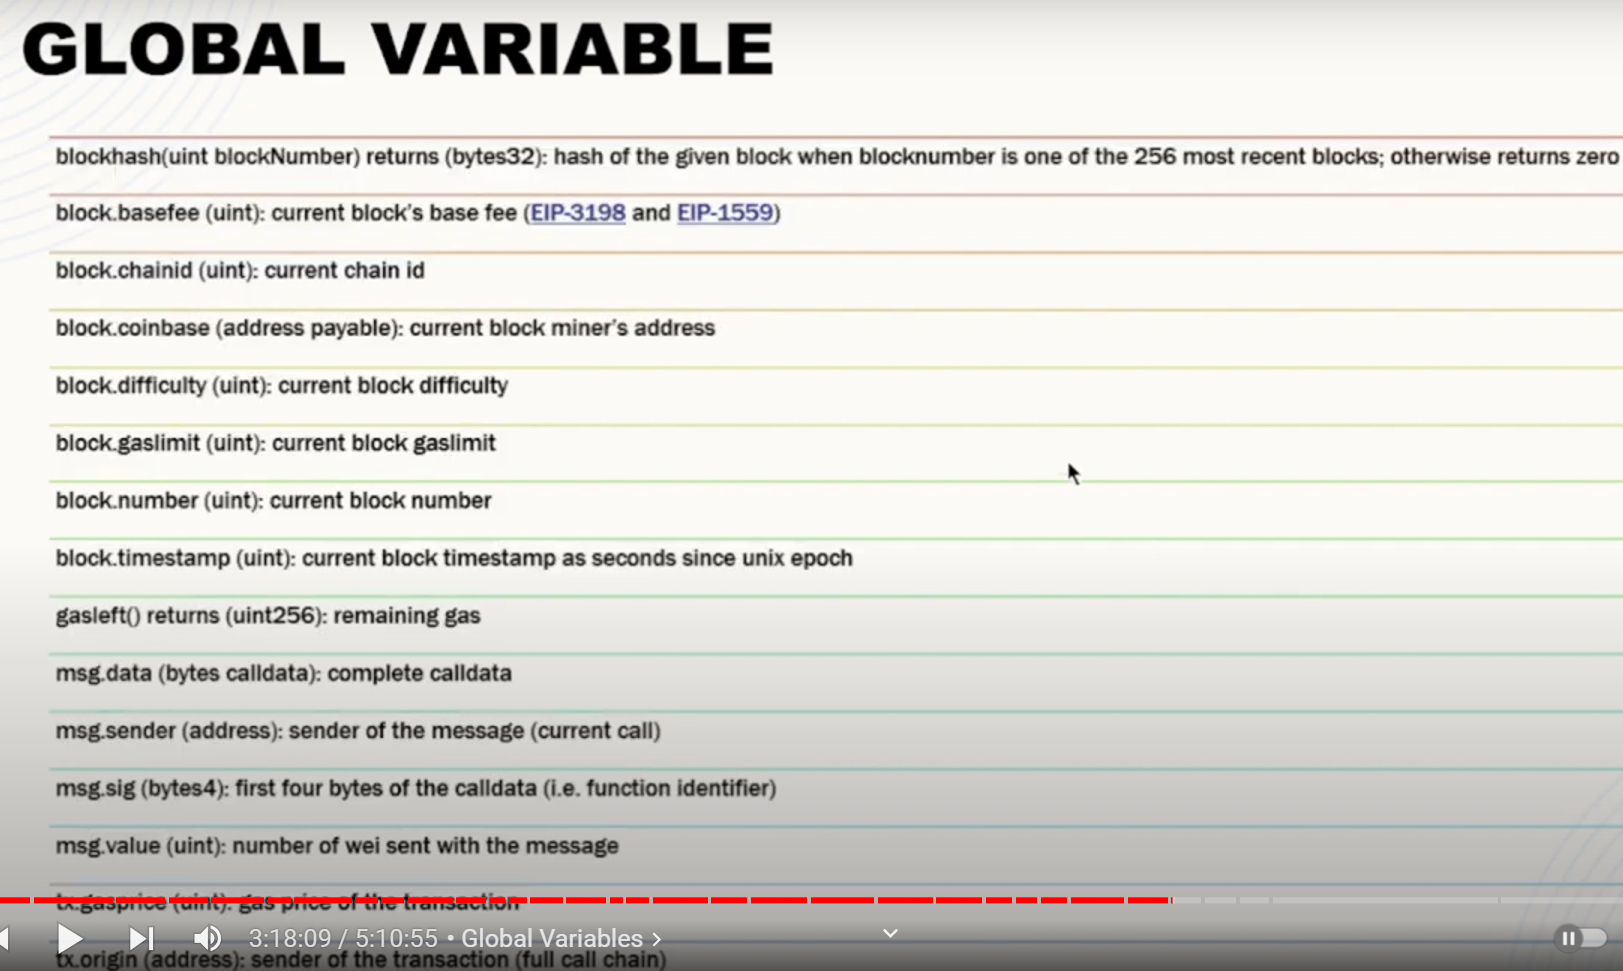 GLOBAL VARIABLE
blockhash(uint blockNumber) returns (bytes32): hash of the given block when blocknumber is one of the 256 most recent blocks; otherwise returns zero
block.basefee (uint): current block's base fee (EIP-3198 and EIP-1559)
block.chainid (uint): current chain id
block.coinbase (address payable): current block miner's address
block.difficulty (uint): current block difficulty
block.gaslimit (uint): current block gaslimit
block.number (uint): current block number
block.timestamp (uint): current block timestamp as seconds since unix epoch
gasleft() returns (uint256): remaining gas
msg.data (bytes calldata): complete calldata
msg.sender (address): sender of the message (current call)
msg.sig (bytes4): first four bytes of the calldata (i.e. function identifier)
msg.value (uint): number of wei sent with the message
tx.gasprice (uint): gas price of the transaction
3:18:09 / 5:10:55 • Global Variables >
tx.origin (address): sender of the transaction (full call chain)